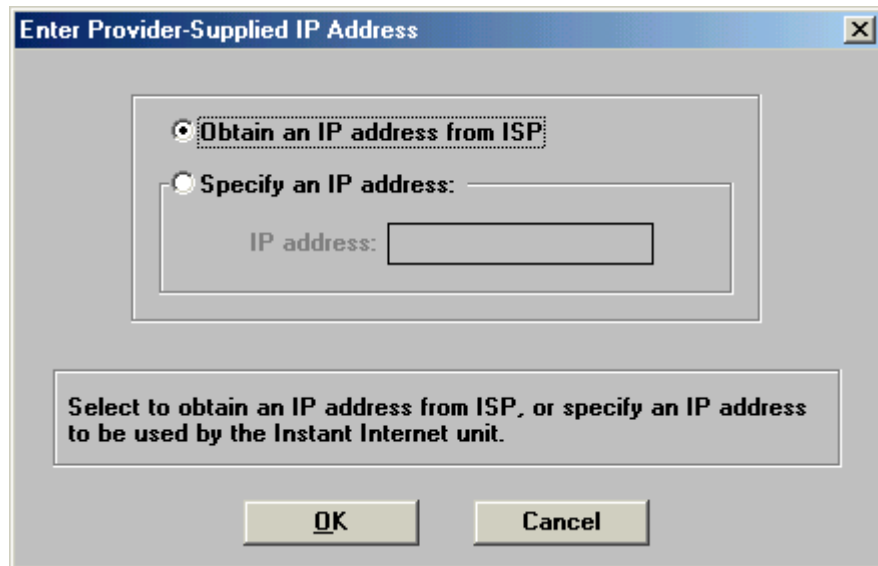 Enter Provider-Supplied IP Address
Obtain an IP address from ISP
Specify an IP address:
IP address:
Select to obtain an IP address from ISP, or specify an IP address
to be used by the Instant Internet unit.
OK Cancel